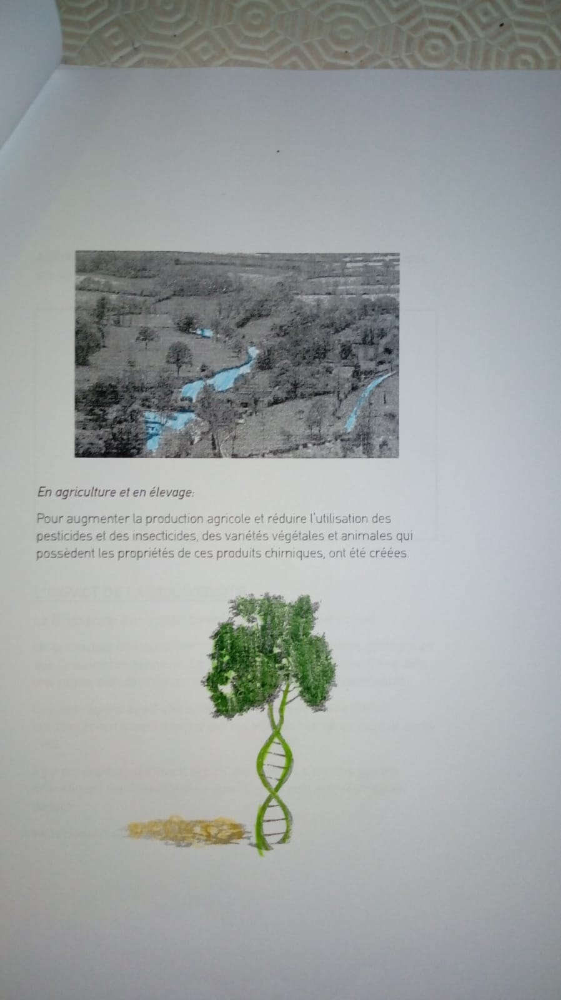 En agriculture et en élevage:
Pour augmenter la production agricole et réduire l'utilisation des
pesticides et des insecticides, des variétés végétales et animales qui
possèdent les propriétés de ces produits chimiques, ont été créées.